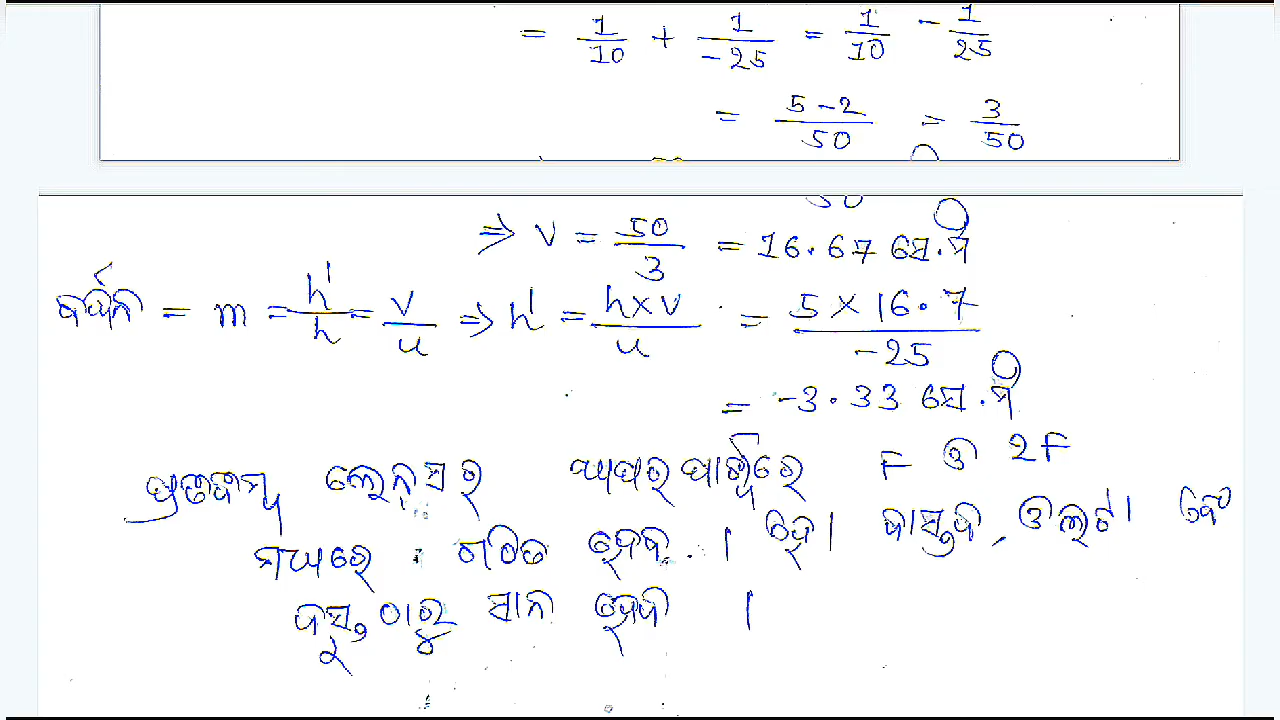 = 1/10 + 1/-25 = 1/10 - 1/25
= 5-2/50 = 3/50
⇒ v = 50/3 = 16.67 ସେ.ମି
ବର୍ଦ୍ଧନ = m = h'/h = v/u ⇒ h' = h×v/u = 5 × 16.7/-25
= -3.33 ସେ.ମି
ପ୍ରତିବିମ୍ବ ଲେନ୍ସର ଅପର ପାର୍ଶ୍ୱରେ F ଓ 2F
ମଧ୍ୟରେ ଗଠିତ ହେବ । ଏହା ବାସ୍ତବ, ଓଲଟା
ବସ୍ତୁ ଠାରୁ ସାନ ହେବ ।